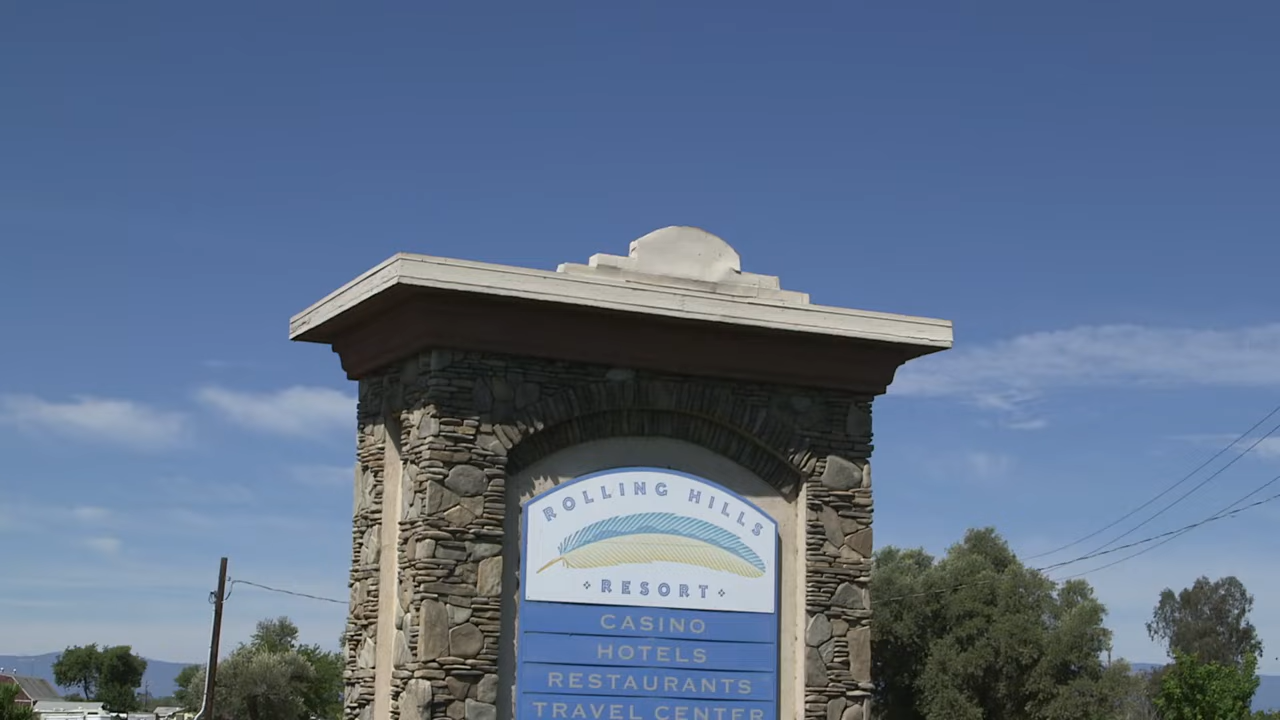 ROLLING HILLS
RESORT
CASINO
HOTELS
RESTAURANTS
TRAVEL CENTER